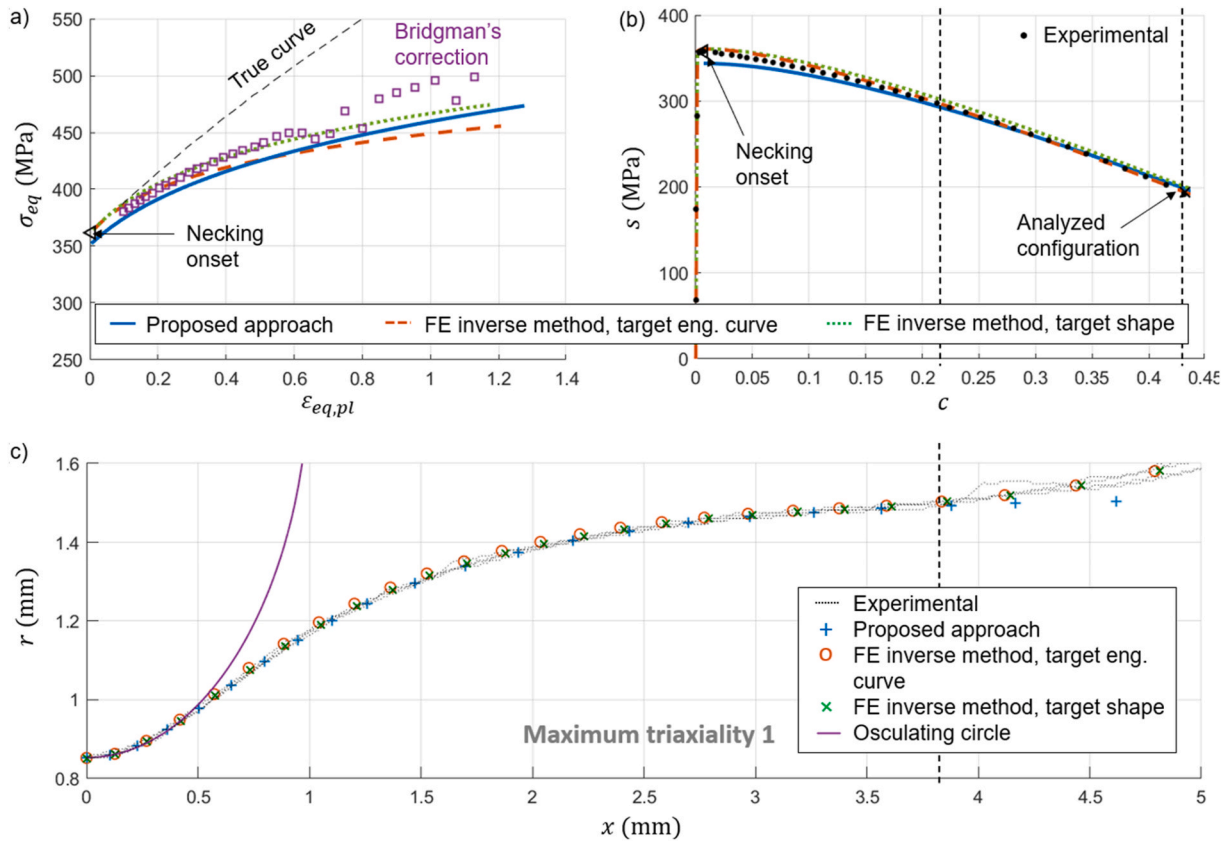 a)
550
500
450
400
350
300
250
σeq (MPa)
0
0.2
0.4
0.6
0.8
1
1.2
1.4
εeq,pl
True curve
Bridgman's
correction
Necking
onset
(b)
400
300
200
100
0
s (MPa)
0
0.05
0.1
0.15
0.2
0.25
0.3
0.35
0.4
0.45
c
Experimental
Necking
onset
Analyzed
configuration
Proposed approach
FE inverse method, target eng. curve
FE inverse method, target shape
c)
1.6
1.4
1.2
1
0.8
r (mm)
0
0.5
1
1.5
2
2.5
3
3.5
4
4.5
5
x (mm)
Maximum triaxiality 1
Experimental
Proposed approach
FE inverse method, target eng.
curve
FE inverse method, target shape
Osculating circle